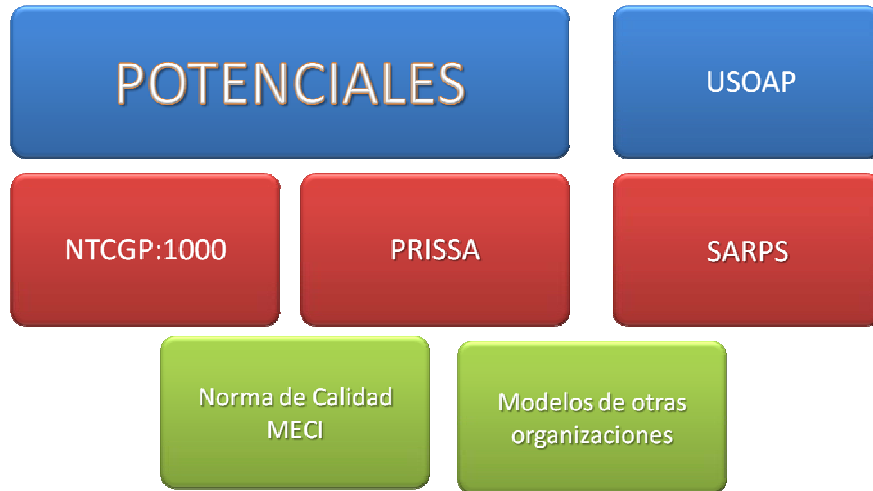 POTENCIALES
USOAP
NTCGP:1000
PRISSA
SARPS
Norma de Calidad
MECI
Modelos de otras
organizaciones